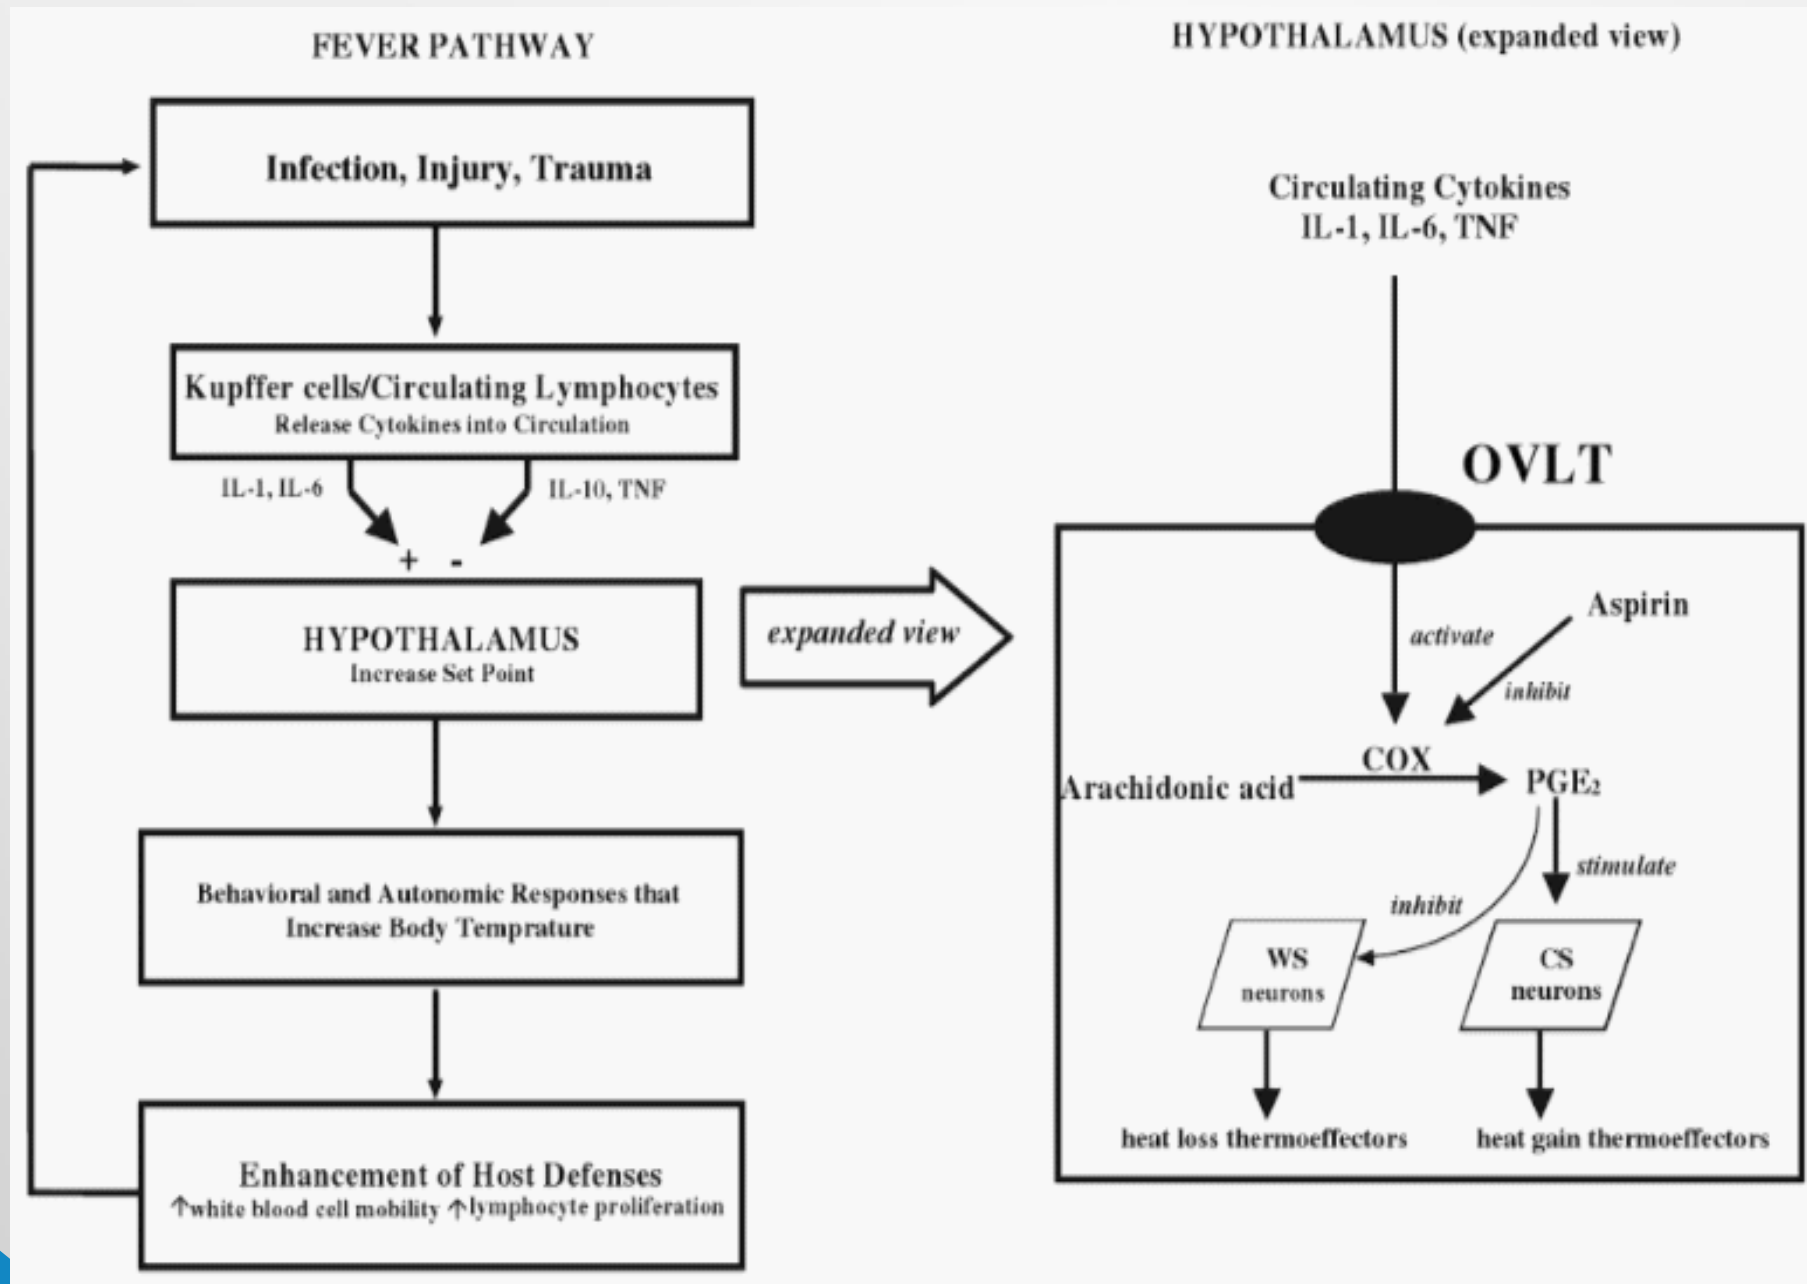 FEVER PATHWAY
Infection, Injury, Trauma
Kupffer cells/Circulating Lymphocytes
Release Cytokines into Circulation
IL-1, IL-6
IL-10, TNF
+ -
HYPOTHALAMUS
Increase Set Point
Behavioral and Autonomic Responses that
Increase Body Temprature
Enhancement of Host Defenses
↑white blood cell mobility ↑lymphocyte proliferation
expanded view
HYPOTHALAMUS (expanded view)
Circulating Cytokines
IL-1, IL-6, TNF
OVLT
Aspirin
activate
inhibit
COX
Arachidonic acid
PGE₂
stimulate
inhibit
WS
neurons
CS
neurons
heat loss thermoeffectors
heat gain thermoeffectors